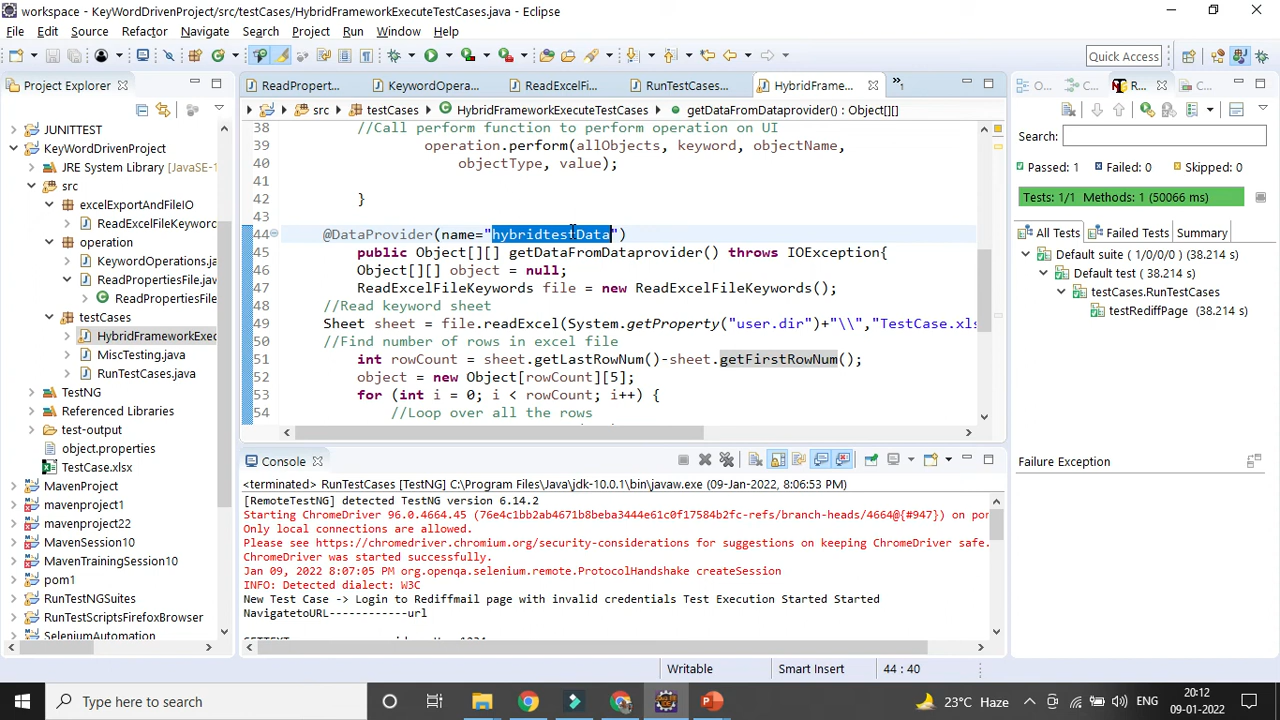 workspace - KeyWordDrivenProject/src/testCases/HybridFrameworkExecuteTestCases.java - Eclipse
File Edit Source Refactor Navigate Search Project Run Window Help
Quick Access
Project Explorer
ReadPropert... KeywordOpera... ReadExcelFi... RunTestCases... HybridFrame...
O... C... R... C...
src testCases HybridFrameworkExecuteTestCases getDataFromDataprovider() : Object[][]
JUNITTEST
KeyWordDrivenProject
JRE System Library [JavaSE-1
src
excelExportAndFileIO
ReadExcelFileKeyword
operation
KeywordOperations.ja
ReadPropertiesFile.jav
ReadPropertiesFile
testCases
HybridFrameworkExec
MiscTesting.java
RunTestCases.java
TestNG
Referenced Libraries
test-output
object.properties
TestCase.xlsx
MavenProject
mavenproject1
mavenproject22
MavenSession10
MavenTrainingSession10
pom1
RunTestNGSuites
RunTestScriptsFirefoxBrowser
SeleniumAutomation
38 //Call perform function to perform operation on UI
39 operation.perform(allObjects, keyword, objectName,
40 objectType, value);
41
42 }
43
44 @DataProvider(name="hybridtestData")
45 public Object[][] getDataFromDataprovider() throws IOException{
46 Object[][] object = null;
47 ReadExcelFileKeywords file = new ReadExcelFileKeywords();
48 //Read keyword sheet
49 Sheet sheet = file.readExcel(System.getProperty("user.dir")+"\\","TestCase.xls
50 //Find number of rows in excel file
51 int rowCount = sheet.getLastRowNum()-sheet.getFirstRowNum();
52 object = new Object[rowCount][5];
53 for (int i = 0; i < rowCount; i++) {
54 //Loop over all the rows
Search:
Passed: 1 Failed: 0 Skipped: 0
Tests: 1/1 Methods: 1 (50066 ms)
All Tests Failed Tests Summary
Default suite ( 1/0/0/0 ) (38.214 s)
Default test ( 38.214 s)
testCases.RunTestCases
testRediffPage (38.214 s)
Failure Exception
Console
<terminated> RunTestCases [TestNG] C:\Program Files\Java\jdk-10.0.1\bin\javaw.exe (09-Jan-2022, 8:06:53 PM)
[RemoteTestNG] detected TestNG version 6.14.2
Starting ChromeDriver 96.0.4664.45 (76e4c1bb2ab4671b8beba3444e61c0f17584b2fc-refs/branch-heads/4664@{#947}) on por
Only local connections are allowed.
Please see https://chromedriver.chromium.org/security-considerations for suggestions on keeping ChromeDriver safe.
ChromeDriver was started successfully.
Jan 09, 2022 8:07:05 PM org.openqa.selenium.remote.ProtocolHandshake createSession
INFO: Detected dialect: W3C
New Test Case -> Login to Rediffmail page with invalid credentials Test Execution Started Started
NavigatetoURL------------url
Writable Smart Insert 44 : 40
Type here to search
23°C Haze ENG
20:12
09-01-2022